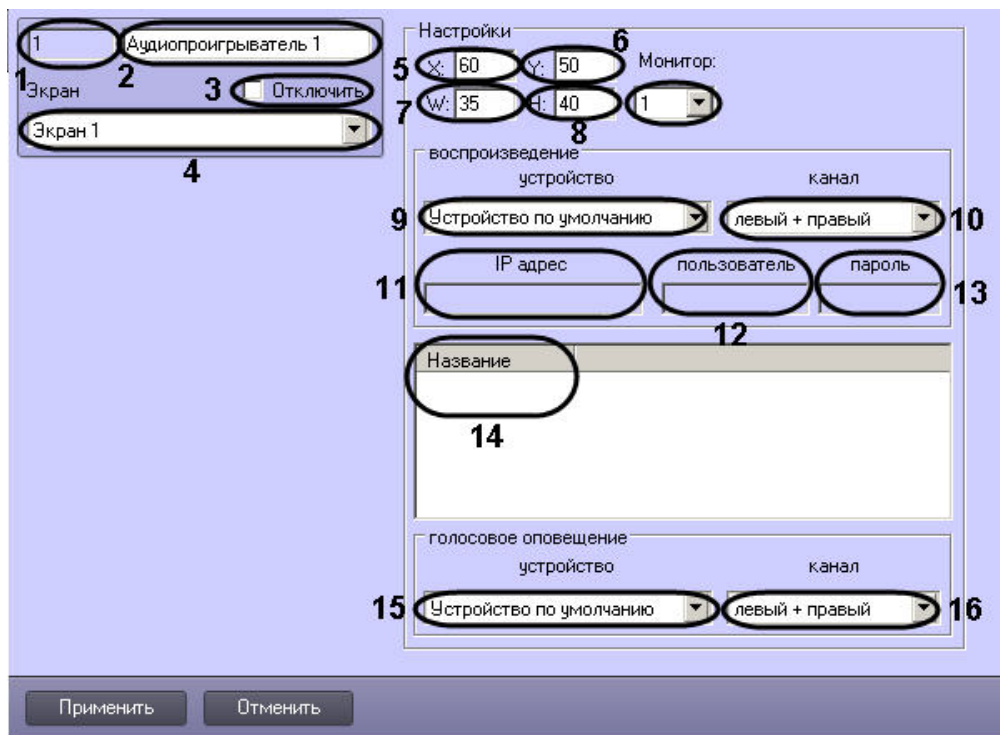 1 Аудиопроигрыватель 1
1 2
Экран 3 Отключить
Экран 1
4
Настройки
5 X: 60 Y: 50 6 Монитор:
7 W: 35 H: 40 1
8
воспроизведение
устройство канал
9 Устройство по умолчанию левый + правый 10
IP адрес пользователь пароль
11 13
12
Название
14
голосовое оповещение
устройство канал
15 Устройство по умолчанию левый + правый 16
Применить Отменить